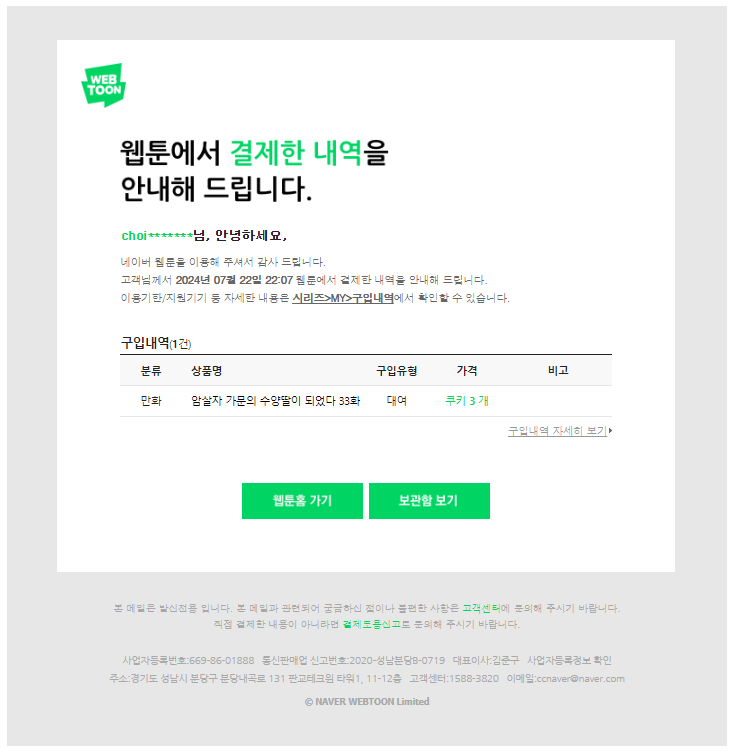 WEB
TOON
웹툰에서 결제한 내역을
안내해 드립니다.
choi*******님, 안녕하세요,
네이버 웹툰을 이용해 주셔서 감사 드립니다.
고객님께서 2024년 07월 22일 22:07 웹툰에서 결제한 내역을 안내해 드립니다.
이용기한/지원기기 등 자세한 내용은 시리즈>MY>구입내역에서 확인할 수 있습니다.
구입내역(1건)
분류 상품명 구입유형 가격 비고
만화 암살자 가문의 수양딸이 되었다 33화 대여 쿠키 3 개
구입내역 자세히 보기
웹툰홈 가기 보관함 보기
본 메일은 발신전용 입니다. 본 메일과 관련되어 궁금하신 점이나 불편한 사항은 고객센터에 문의해 주시기 바랍니다.
직접 결제한 내용이 아니라면 결제도용신고로 문의해 주시기 바랍니다.
사업자등록번호:669-86-01888 통신판매업 신고번호:2020-성남분당B-0719 대표이사:김준구 사업자등록정보 확인
주소:경기도 성남시 분당구 분당내곡로 131 판교테크원 타워1, 11-12층 고객센터:1588-3820 이메일:ccnaver@naver.com
© NAVER WEBTOON Limited